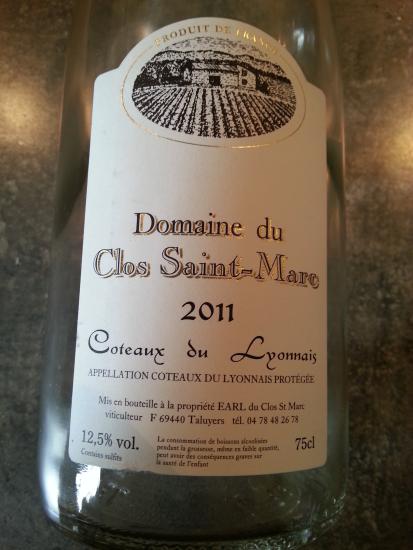 PRODUIT DE FRANCE
Domaine du
Clos Saint-Marc
2011
Coteaux du Lyonnais
APPELLATION COTEAUX DU LYONNAIS PROTÉGÉE
Mis en bouteille à la propriété EARL du Clos St Marc
viticulteur F 69440 Taluyers tél. 04 78 48 26 78
12,5% vol.
Contains sulfits
La consommation de boissons alcoolisées
pendant la grossesse, même en faible quantité,
peut avoir des conséquences graves sur
la santé de l'enfant
75cl